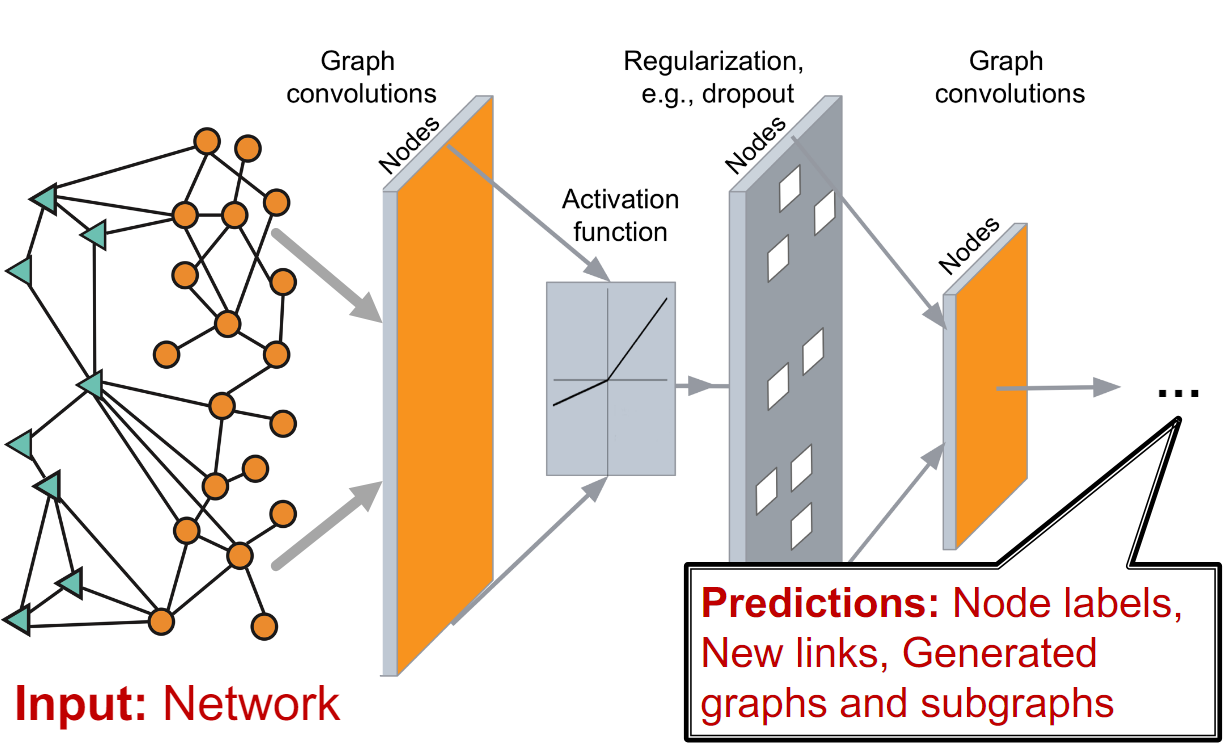 Graph
convolutions
Nodes
Activation
function
Regularization,
e.g., dropout
Nodes
Graph
convolutions
Nodes
...
Input: Network
Predictions: Node labels,
New links, Generated
graphs and subgraphs